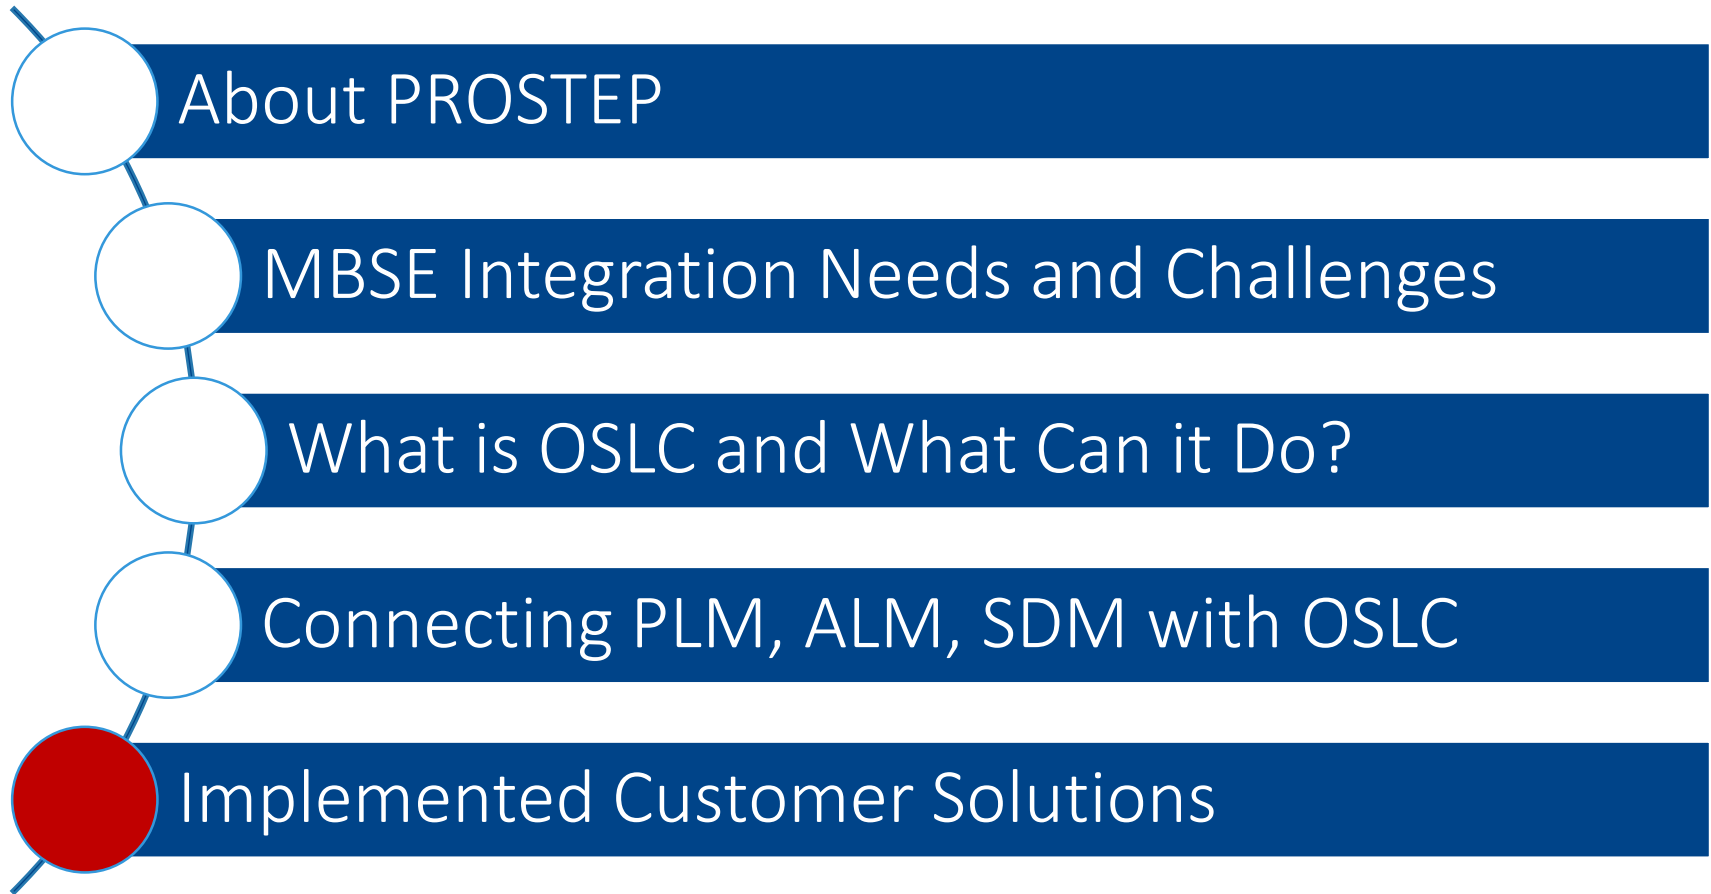 About PROSTEP
MBSE Integration Needs and Challenges
What is OSLC and What Can it Do?
Connecting PLM, ALM, SDM with OSLC
Implemented Customer Solutions